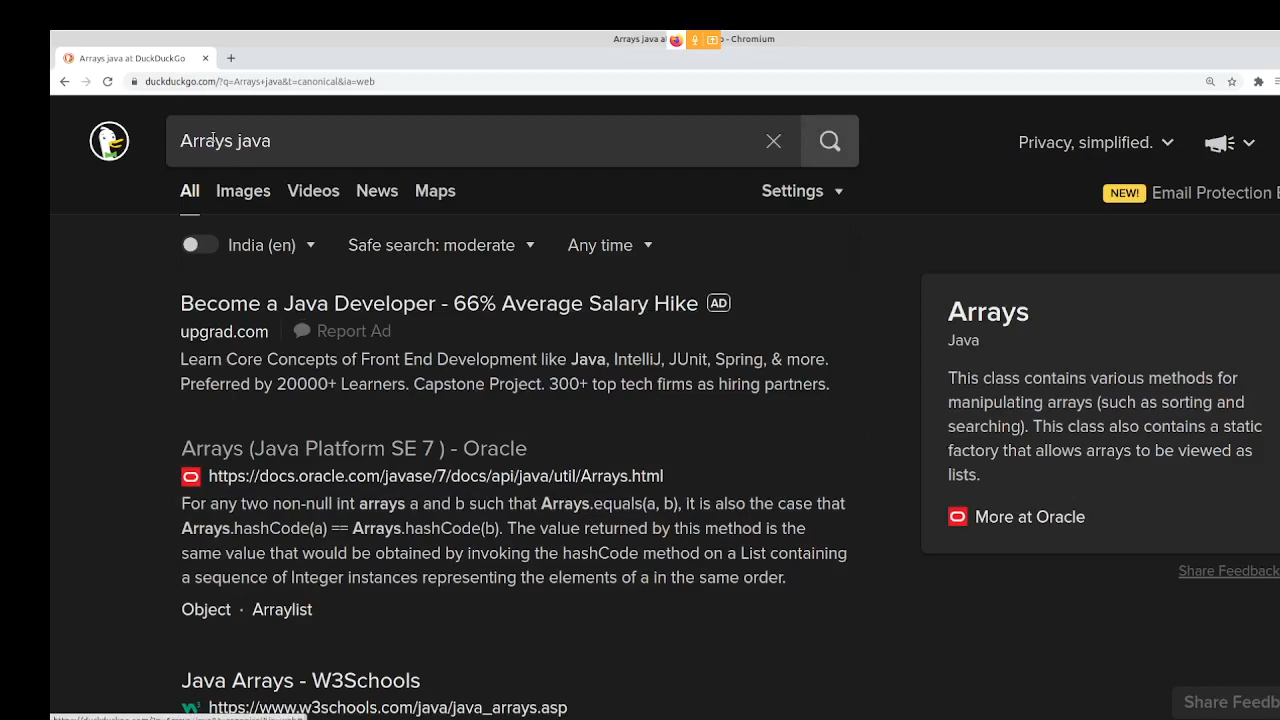 Arrays java - Chromium
Arrays java at DuckDuckGo
duckduckgo.com/?q=Arrays+java&t=canonical&ia=web
Arrays java
Privacy, simplified.
All Images Videos News Maps Settings
NEW! Email Protection
India (en) Safe search: moderate Any time
Become a Java Developer - 66% Average Salary Hike AD
upgrad.com Report Ad
Learn Core Concepts of Front End Development like Java, IntelliJ, JUnit, Spring, & more.
Preferred by 20000+ Learners. Capstone Project. 300+ top tech firms as hiring partners.
Arrays (Java Platform SE 7 ) - Oracle
https://docs.oracle.com/javase/7/docs/api/java/util/Arrays.html
For any two non-null int arrays a and b such that Arrays.equals(a, b), it is also the case that
Arrays.hashCode(a) == Arrays.hashCode(b). The value returned by this method is the
same value that would be obtained by invoking the hashCode method on a List containing
a sequence of Integer instances representing the elements of a in the same order.
Object · Arraylist
Java Arrays - W3Schools
https://www.w3schools.com/java/java_arrays.asp
Arrays
Java
This class contains various methods for
manipulating arrays (such as sorting and
searching). This class also contains a static
factory that allows arrays to be viewed as
lists.
More at Oracle
Share Feedback
Share Feedb